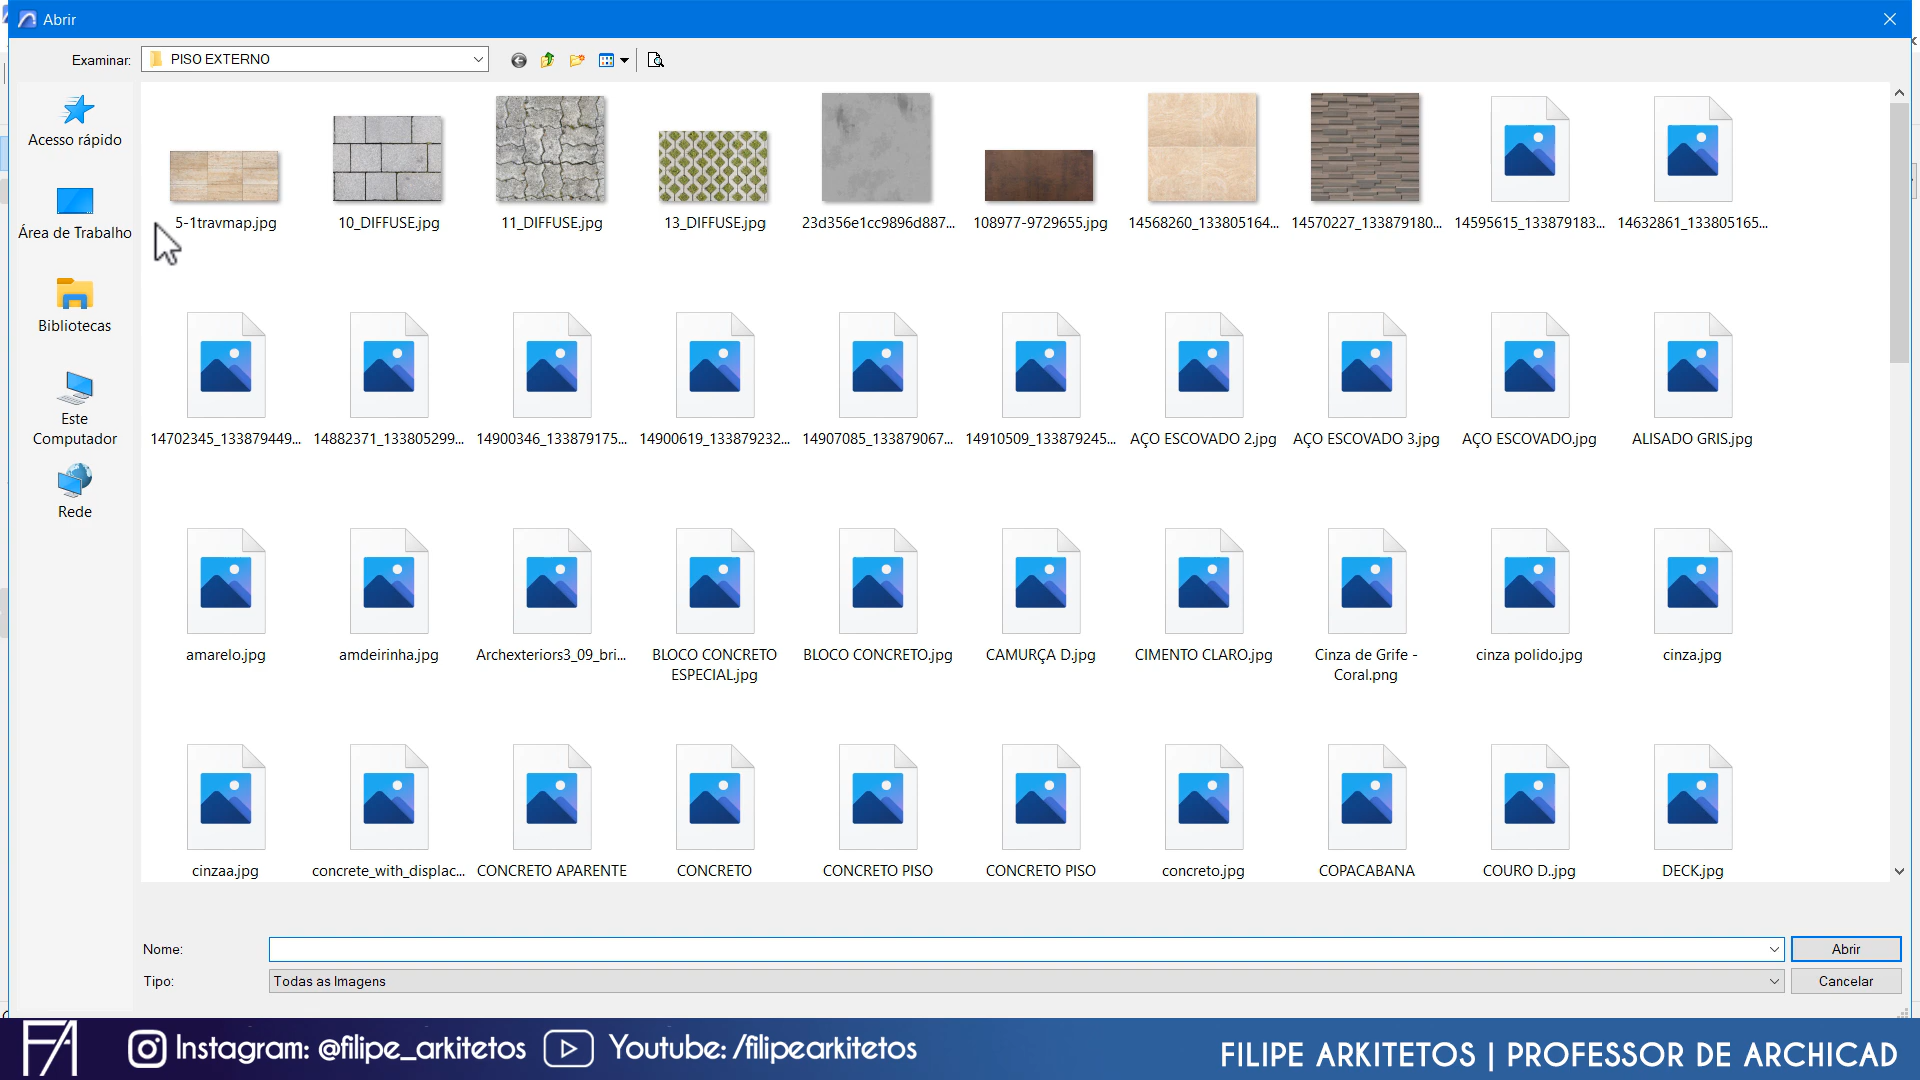 Abrir
Examinar: PISO EXTERNO
Acesso rápido
Área de Trabalho
Bibliotecas
Este
Computador
Rede
5-1travmap.jpg 10_DIFFUSE.jpg 11_DIFFUSE.jpg 13_DIFFUSE.jpg 23d356e1cc9896d887... 108977-9729655.jpg 14568260_133805164... 14570227_133879180... 14595615_133879183... 14632861_133805165...
14702345_133879449... 14882371_133805299... 14900346_133879175... 14900619_133879232... 14907085_133879067... 14910509_133879245... AÇO ESCOVADO 2.jpg AÇO ESCOVADO 3.jpg AÇO ESCOVADO.jpg ALISADO GRIS.jpg
amarelo.jpg amdeirinha.jpg Archexteriors3_09_bri... BLOCO CONCRETO BLOCO CONCRETO.jpg CAMURÇA D.jpg CIMENTO CLARO.jpg Cinza de Grife - cinza polido.jpg cinza.jpg
ESPECIAL.jpg Coral.png
cinzaa.jpg concrete_with_displac... CONCRETO APARENTE CONCRETO CONCRETO PISO CONCRETO PISO concreto.jpg COPACABANA COURO D..jpg DECK.jpg
Nome: Abrir
Tipo: Todas as Imagens Cancelar
FA Instagram: @filipe_arkitetos Youtube: /filipearkitetos FILIPE ARKITETOS | PROFESSOR DE ARCHICAD